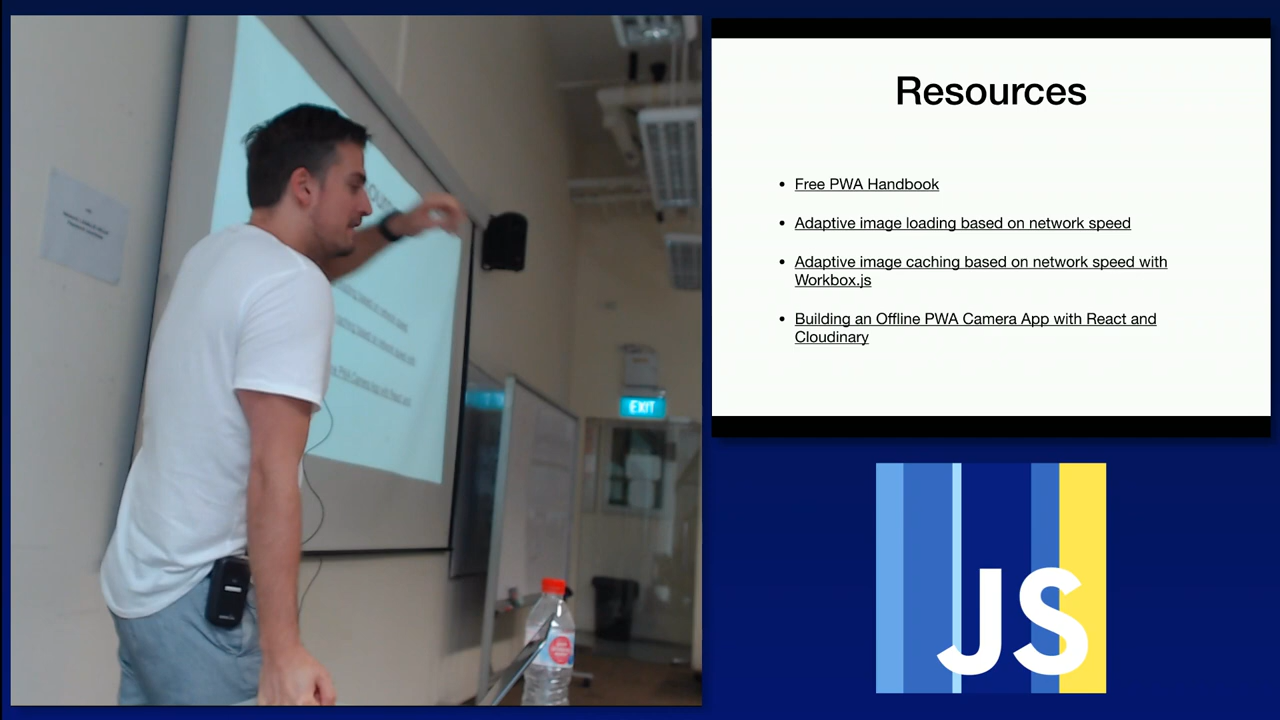 Resources
Free PWA Handbook
Adaptive image loading based on network speed
Adaptive image caching based on network speed with
Workbox.js
Building an Offline PWA Camera App with React and
Cloudinary
EXIT
JS